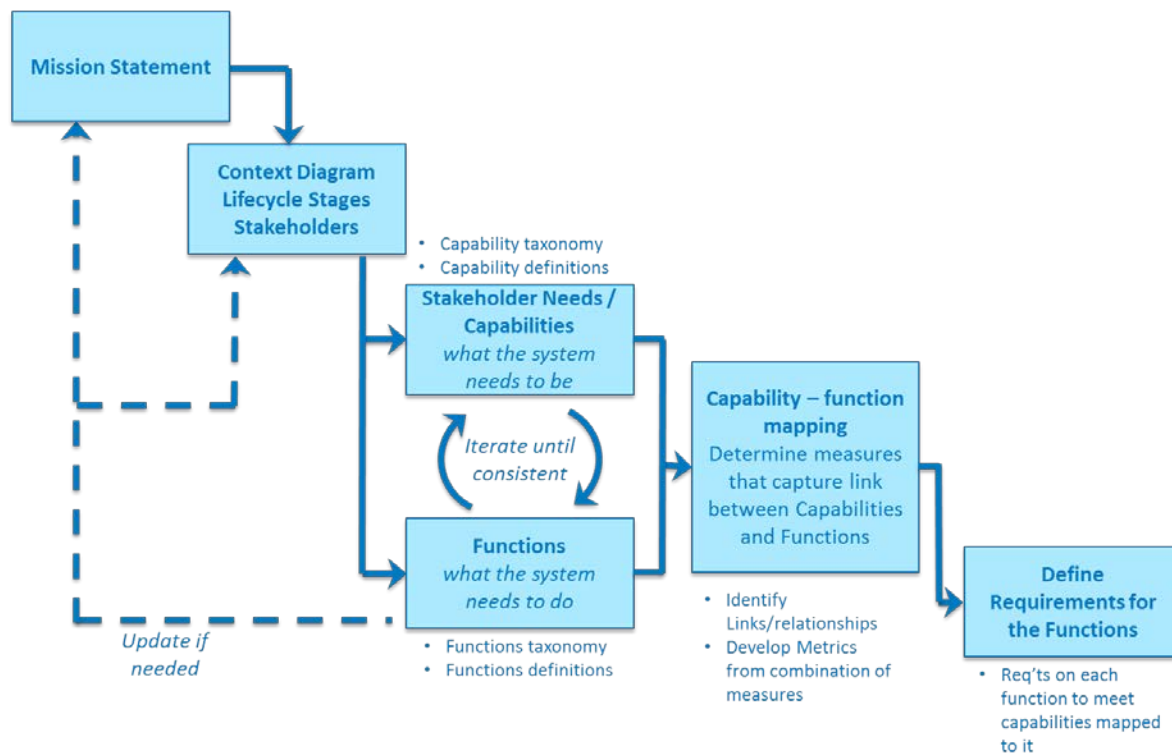 Mission Statement
Context Diagram
Lifecycle Stages
Stakeholders
• Capability taxonomy
• Capability definitions
Stakeholder Needs /
Capabilities
what the system
needs to be
Iterate until
consistent
Functions
what the system
needs to do
• Functions taxonomy
• Functions definitions
Update if
needed
Capability – function
mapping
Determine measures
that capture link
between Capabilities
and Functions
• Identify
Links/relationships
• Develop Metrics
from combination of
measures
Define
Requirements for
the Functions
• Req’ts on each
function to meet
capabilities mapped
to it